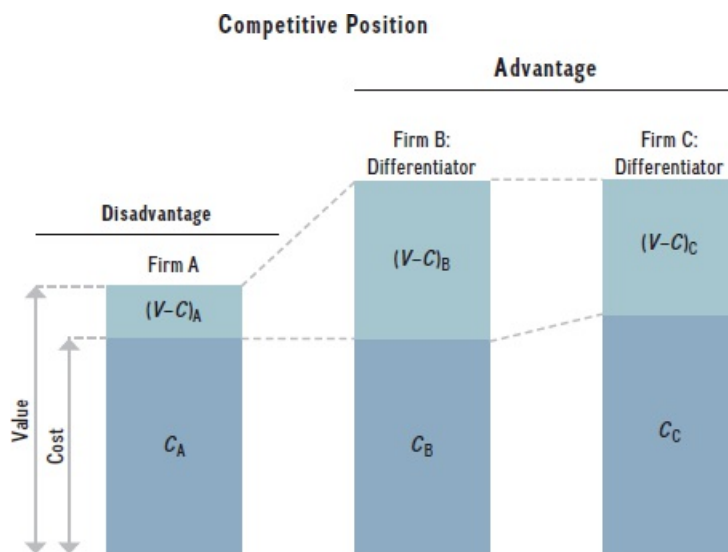 Competitive Position
Advantage
Firm B:
Differentiator
Firm C:
Differentiator
Disadvantage
Firm A
(V–C)A
(V–C)B
(V–C)C
Value
Cost
CA
CB
CC